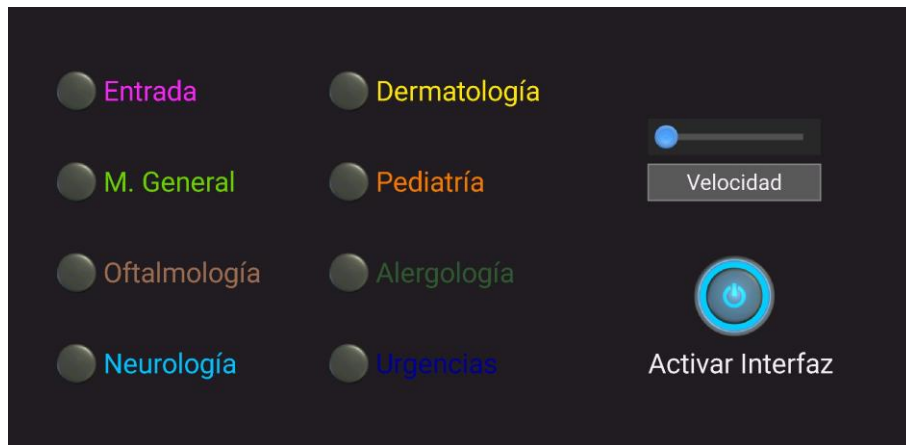 Entrada
Dermatología
M. General
Pediatría
Velocidad
Oftalmología
Alergología
Neurología
Urgencias
Activar Interfaz